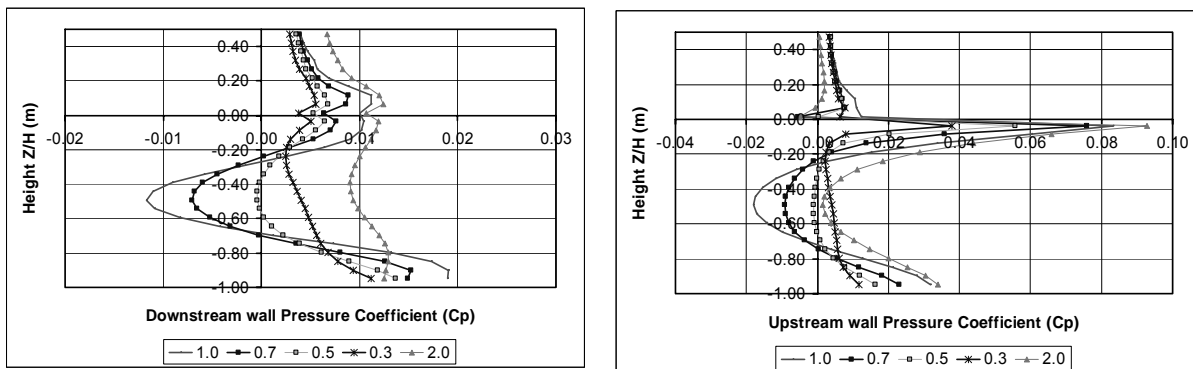 0.40
0.20
0.00
-0.02 -0.01 0.00 0.01 0.02 0.03
-0.20
-0.40
-0.60
-0.80
-1.00
Height Z/H (m)
Downstream wall Pressure Coefficient (Cp)
1.0 0.7 0.5 0.3 2.0
0.40
0.20
0.00
-0.04 -0.02 0.00 0.02 0.04 0.06 0.08 0.10
-0.20
-0.40
-0.60
-0.80
-1.00
Height Z/H (m)
Upstream wall Pressure Coefficient (Cp)
1.0 0.7 0.5 0.3 2.0